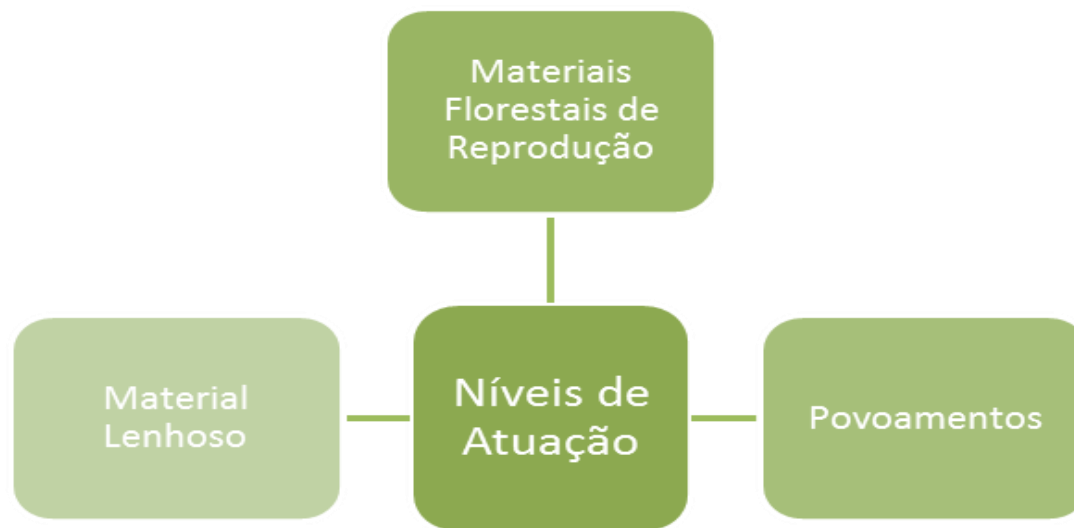 Materiais
Florestais de
Reprodução
Material
Lenhoso
Níveis de
Atuação
Povoamentos